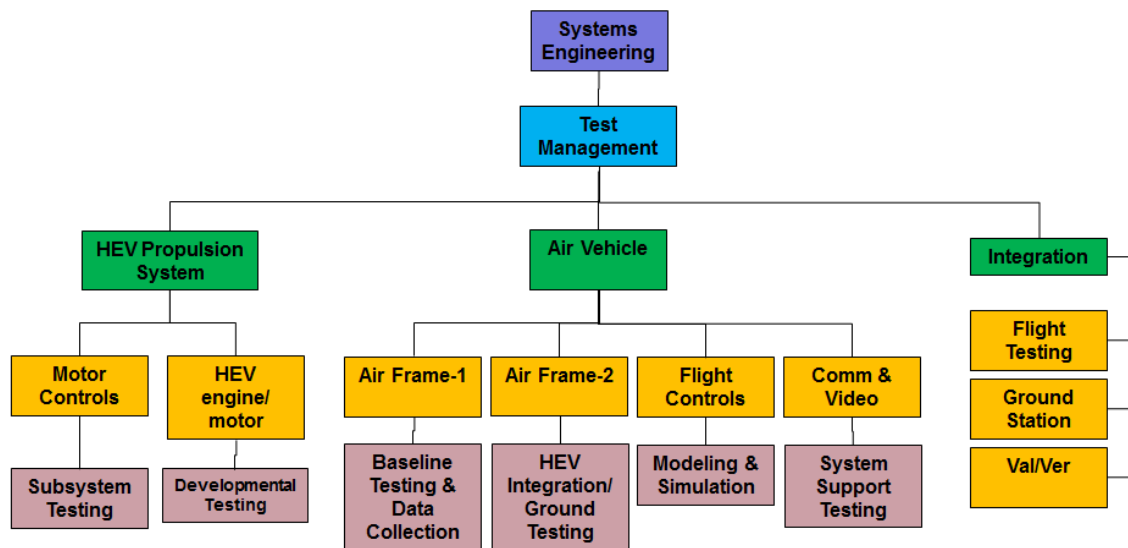 Systems
Engineering
Test
Management
HEV Propulsion
System
Air Vehicle
Integration
Motor
Controls
HEV
engine/
motor
Air Frame-1
Air Frame-2
Flight
Controls
Comm &
Video
Flight
Testing
Ground
Station
Val/Ver
Subsystem
Testing
Developmental
Testing
Baseline
Testing &
Data
Collection
HEV
Integration/
Ground
Testing
Modeling &
Simulation
System
Support
Testing